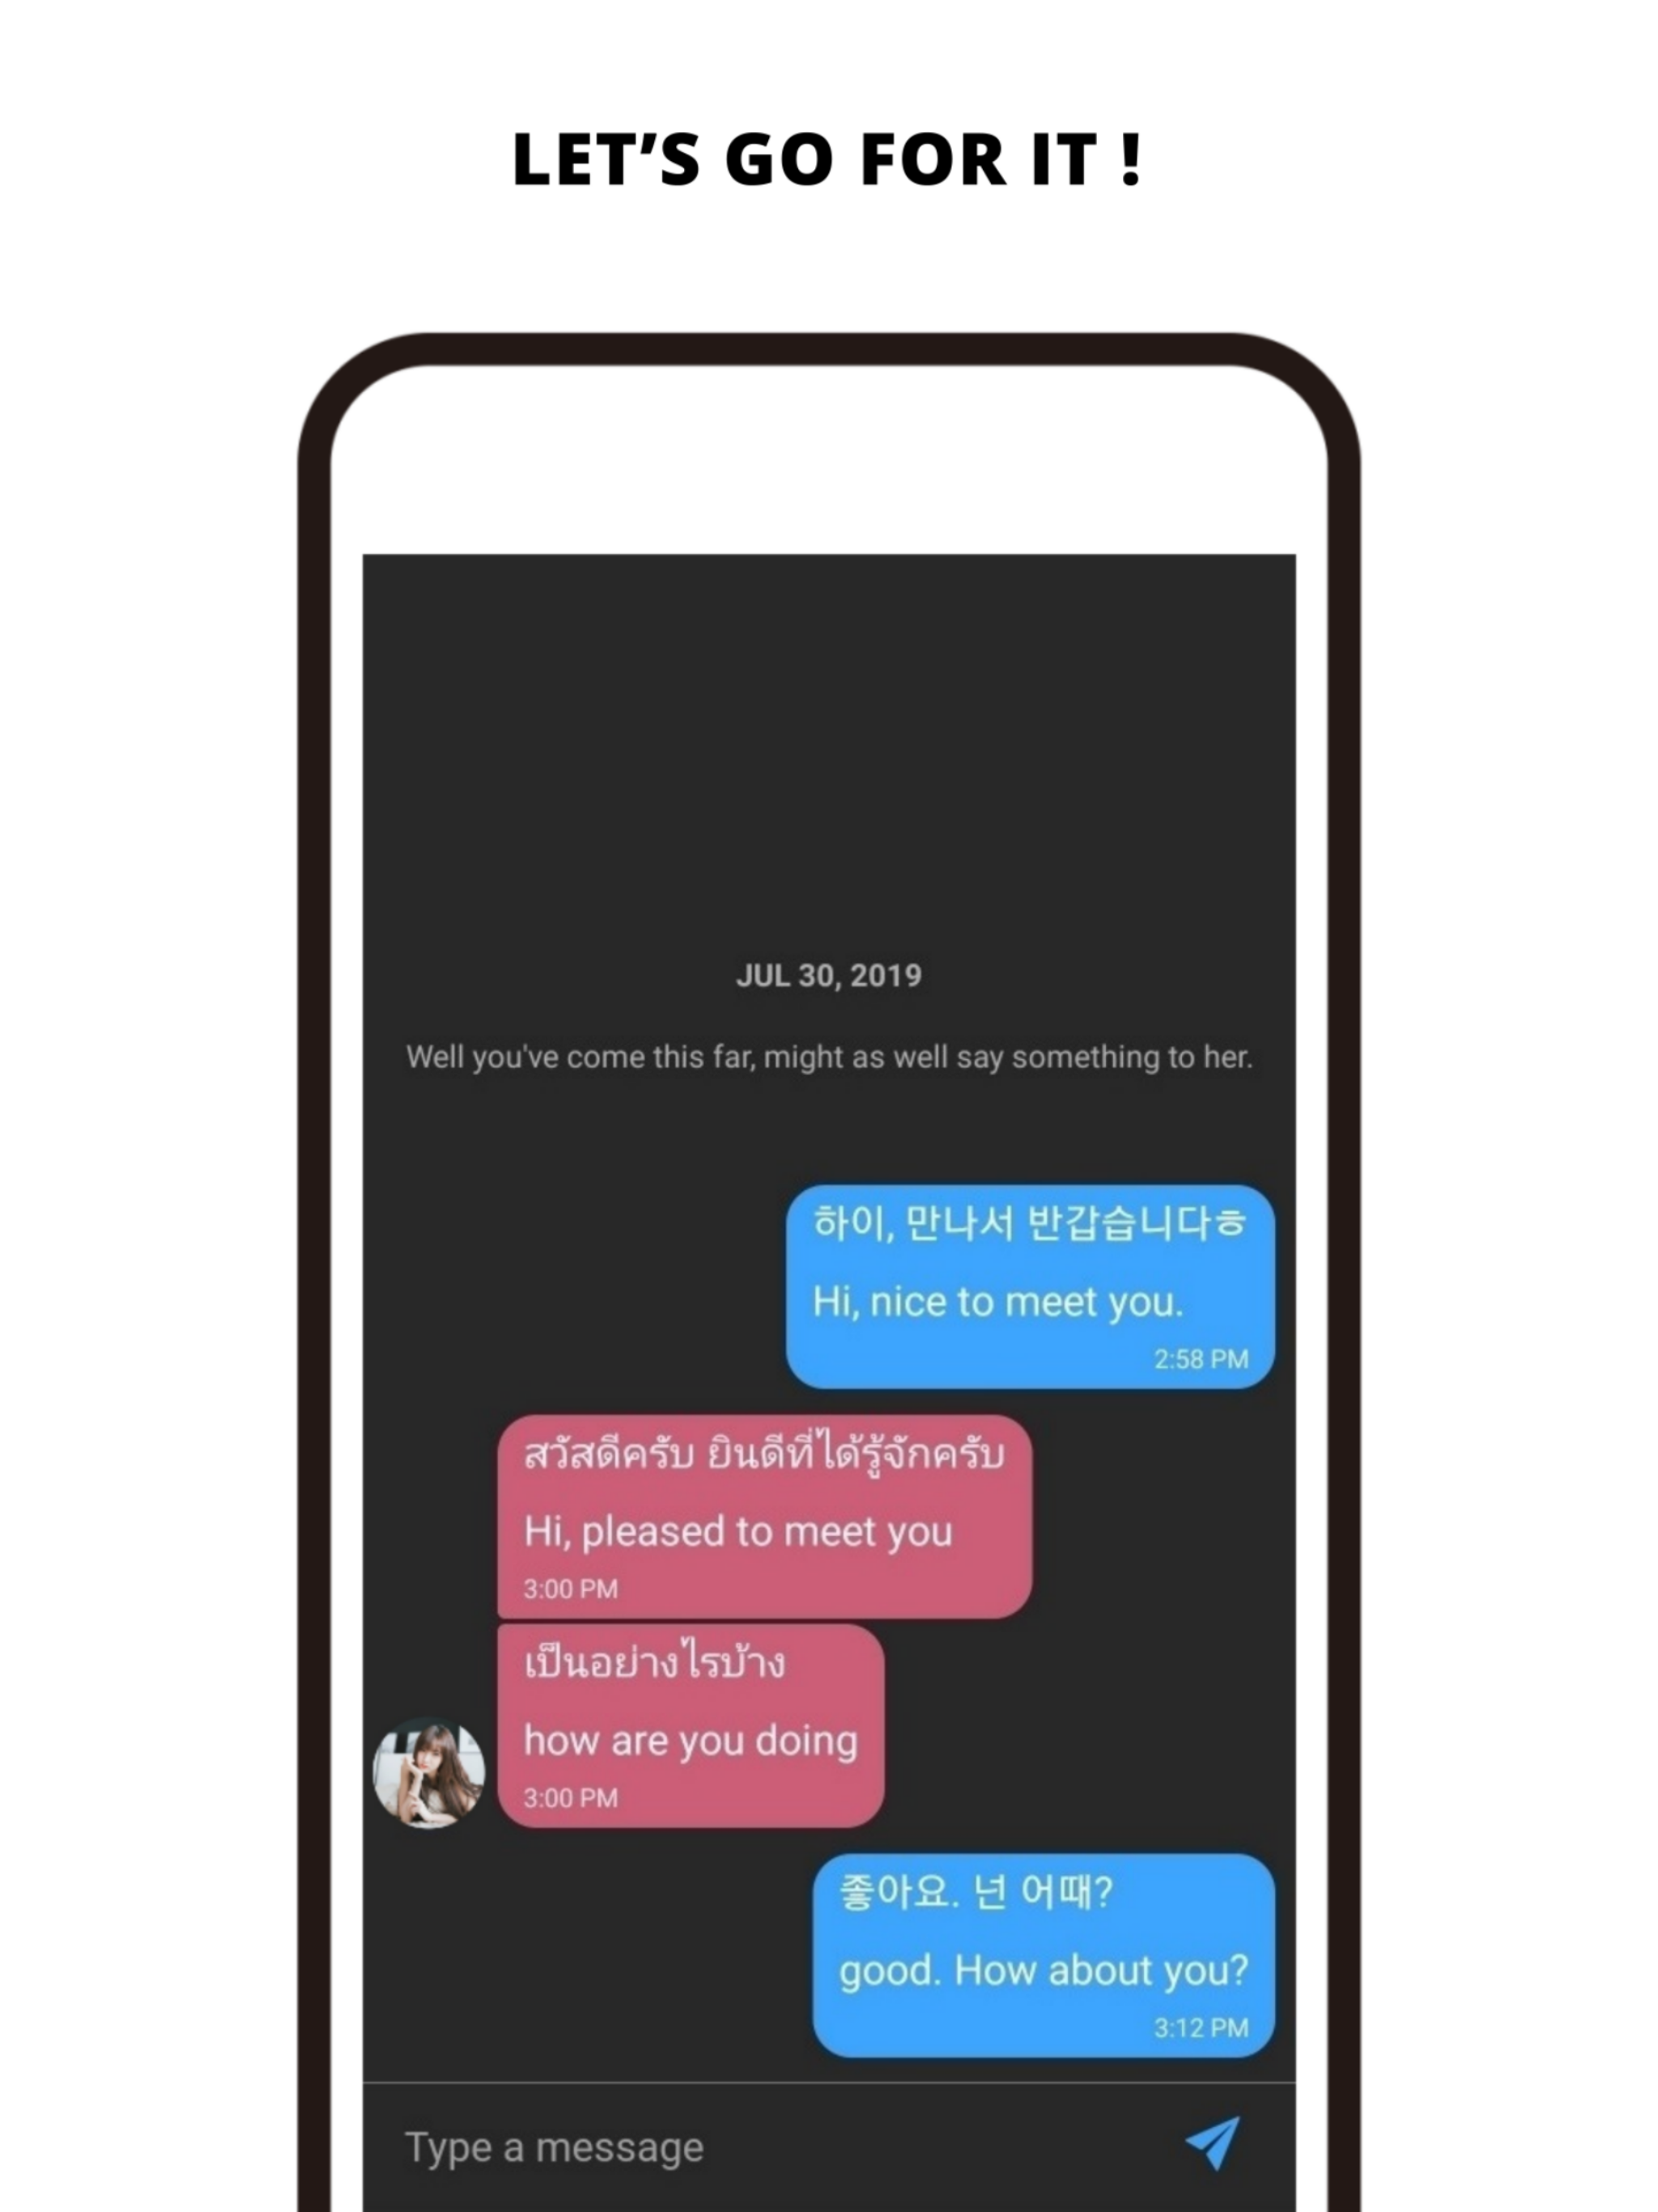 LET’S GO FOR IT !
JUL 30, 2019
Well you've come this far, might as well say something to her.
하이, 만나서 반갑습니다ㅎ
Hi, nice to meet you.
2:58 PM
สวัสดีครับ ยินดีที่ได้รู้จักครับ
Hi, pleased to meet you
3:00 PM
เป็นอย่างไรบ้าง
how are you doing
3:00 PM
좋아요. 넌 어때?
good. How about you?
3:12 PM
Type a message